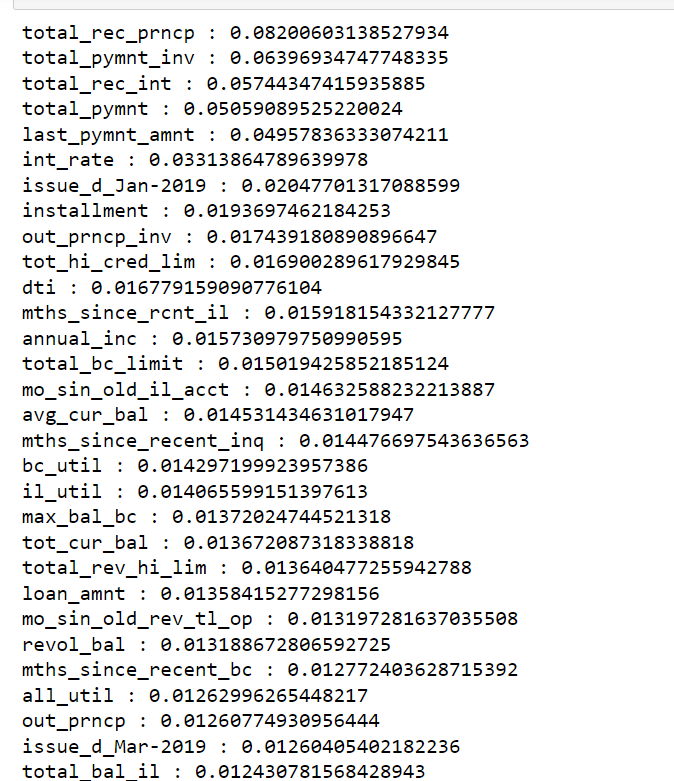 total_rec_prncp : 0.08200603138527934
total_pymnt_inv : 0.06396934747748335
total_rec_int : 0.05744347415935885
total_pymnt : 0.05059089525220024
last_pymnt_amnt : 0.04957836333074211
int_rate : 0.03313864789639978
issue_d_Jan-2019 : 0.02047701317088599
installment : 0.0193697462184253
out_prncp_inv : 0.017439180890896647
tot_hi_cred_lim : 0.016900289617929845
dti : 0.016779159090776104
mths_since_rcnt_il : 0.015918154332127777
annual_inc : 0.015730979750990595
total_bc_limit : 0.015019425852185124
mo_sin_old_il_acct : 0.014632588232213887
avg_cur_bal : 0.014531434631017947
mths_since_recent_inq : 0.014476697543636563
bc_util : 0.014297199923957386
il_util : 0.014065599151397613
max_bal_bc : 0.01372024744521318
tot_cur_bal : 0.013672087318338818
total_rev_hi_lim : 0.013640477255942788
loan_amnt : 0.01358415277298156
mo_sin_old_rev_tl_op : 0.013197281637035508
revol_bal : 0.013188672806592725
mths_since_recent_bc : 0.012772403628715392
all_util : 0.01262996265448217
out_prncp : 0.01260774930956444
issue_d_Mar-2019 : 0.01260405402182236
total_bal_il : 0.012430781568428943